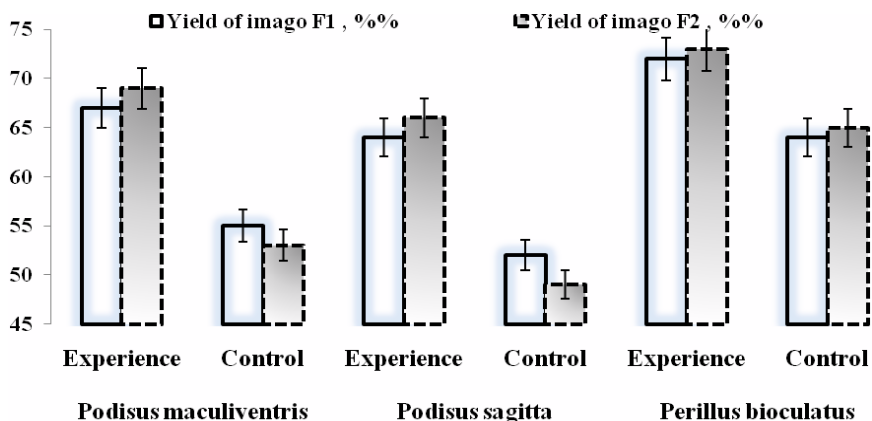 75
Yield of imago F1 , %%
Yield of imago F2, %%
70
65
60
55
50
45
Experience
Control
Experience
Control
Experience
Control
Podisus maculiventris
Podisus sagitta
Perillus bioculatus